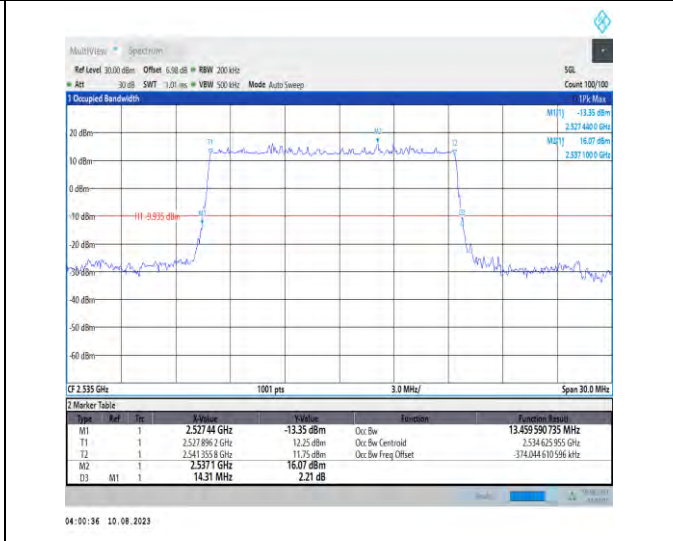 MultiView Spectrum
Ref Level 30.00 dBm Offset 6.98 dB RBW 200 kHz SGL
Att 30 dB SWT 1.01 ms VBW 500 kHz Mode Auto Sweep Count 100/100
1 Occupied Bandwidth 1Pk Max
M1[1] -13.35 dBm
2.527 440 0 GHz
M2[1] 16.07 dBm
2.537 100 0 GHz
20 dBm
M2
T1 T2
10 dBm
0 dBm
-10 dBm H1 -9.935 dBm M1 D3
-20 dBm
-30 dBm
-40 dBm
-50 dBm
-60 dBm
CF 2.535 GHz 1001 pts 3.0 MHz/ Span 30.0 MHz
2 Marker Table
Type Ref Trc X-Value Y-Value Function Function Result
M1 1 2.527 44 GHz -13.35 dBm Occ Bw 13.459 590 735 MHz
T1 1 2.527 896 2 GHz 12.25 dBm Occ Bw Centroid 2.534 625 955 GHz
T2 1 2.541 355 8 GHz 11.75 dBm Occ Bw Freq Offset -374.044 610 596 kHz
M2 1 2.537 1 GHz 16.07 dBm
D3 M1 1 14.31 MHz 2.21 dB
04:00:36 10.08.2023